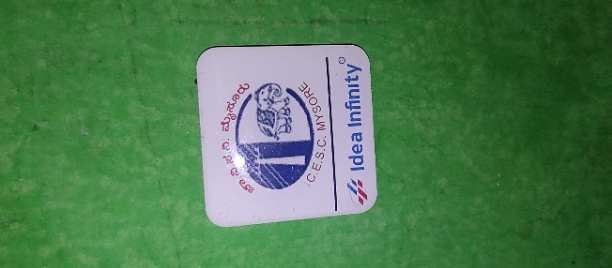 ಚಾ.ವಿ.ಸ.ನಿ. ಮೈಸೂರು
C.E.S.C. MYSORE
Idea Infinity